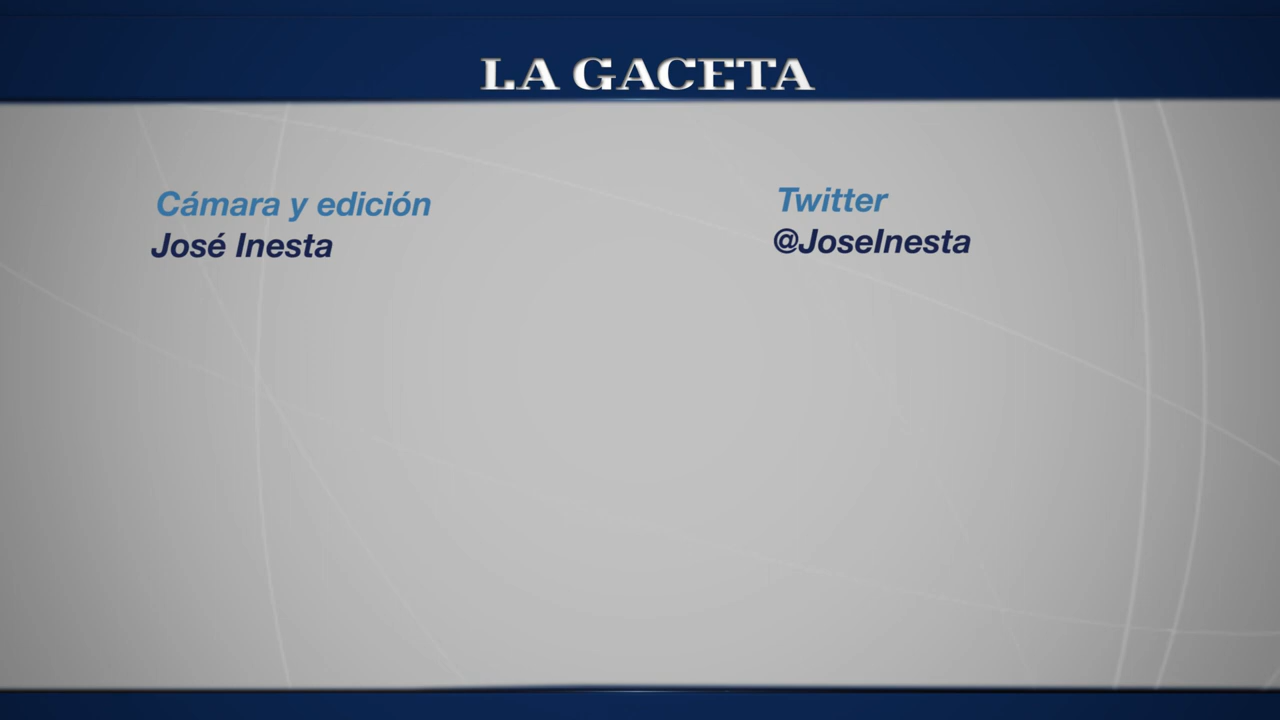 LA GACETA
Cámara y edición
José Inesta
Twitter
@JoseInesta